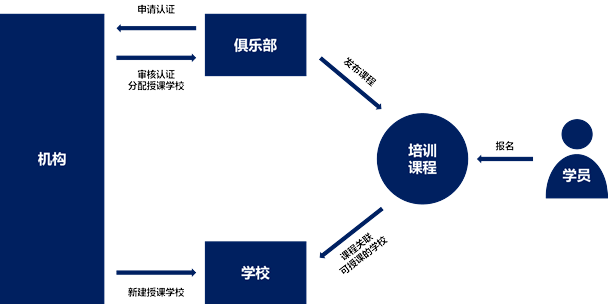 申请认证
俱乐部
审核认证
分配授课学校
发布课程
机构
培训
课程
报名
学员
课程关联
可授课的学校
学校
新建授课学校